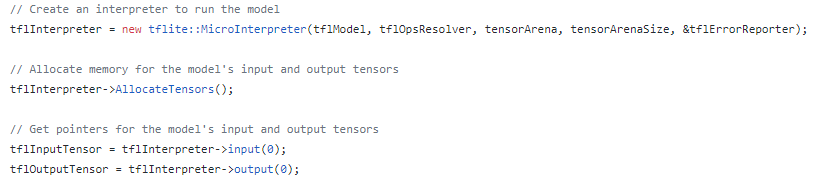 // Create an interpreter to run the model
tflInterpreter = new tflite::MicroInterpreter(tflModel, tflOpsResolver, tensorArena, tensorArenaSize, &tflErrorReporter);
// Allocate memory for the model's input and output tensors
tflInterpreter->AllocateTensors();
// Get pointers for the model's input and output tensors
tflInputTensor = tflInterpreter->input(0);
tflOutputTensor = tflInterpreter->output(0);